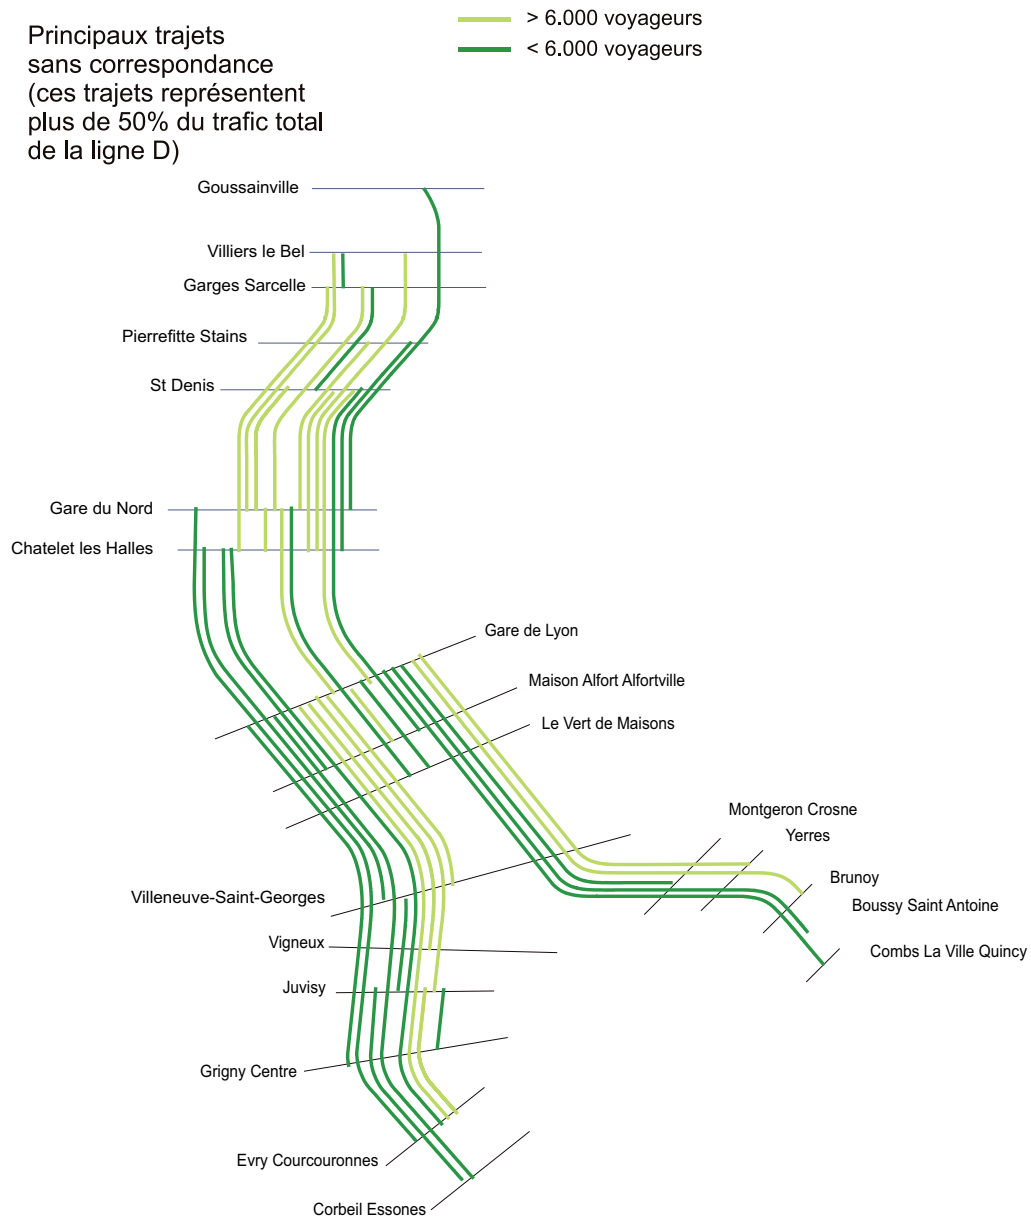 > 6.000 voyageurs
< 6.000 voyageurs
Principaux trajets
sans correspondance
(ces trajets représentent
plus de 50% du trafic total
de la ligne D)
Goussainville
Villiers le Bel
Garges Sarcelle
Pierrefitte Stains
St Denis
Gare du Nord
Chatelet les Halles
Gare de Lyon
Maison Alfort Alfortville
Le Vert de Maisons
Montgeron Crosne
Yerres
Brunoy
Boussy Saint Antoine
Combs La Ville Quincy
Villeneuve-Saint-Georges
Vigneux
Juvisy
Grigny Centre
Evry Courcouronnes
Corbeil Essones